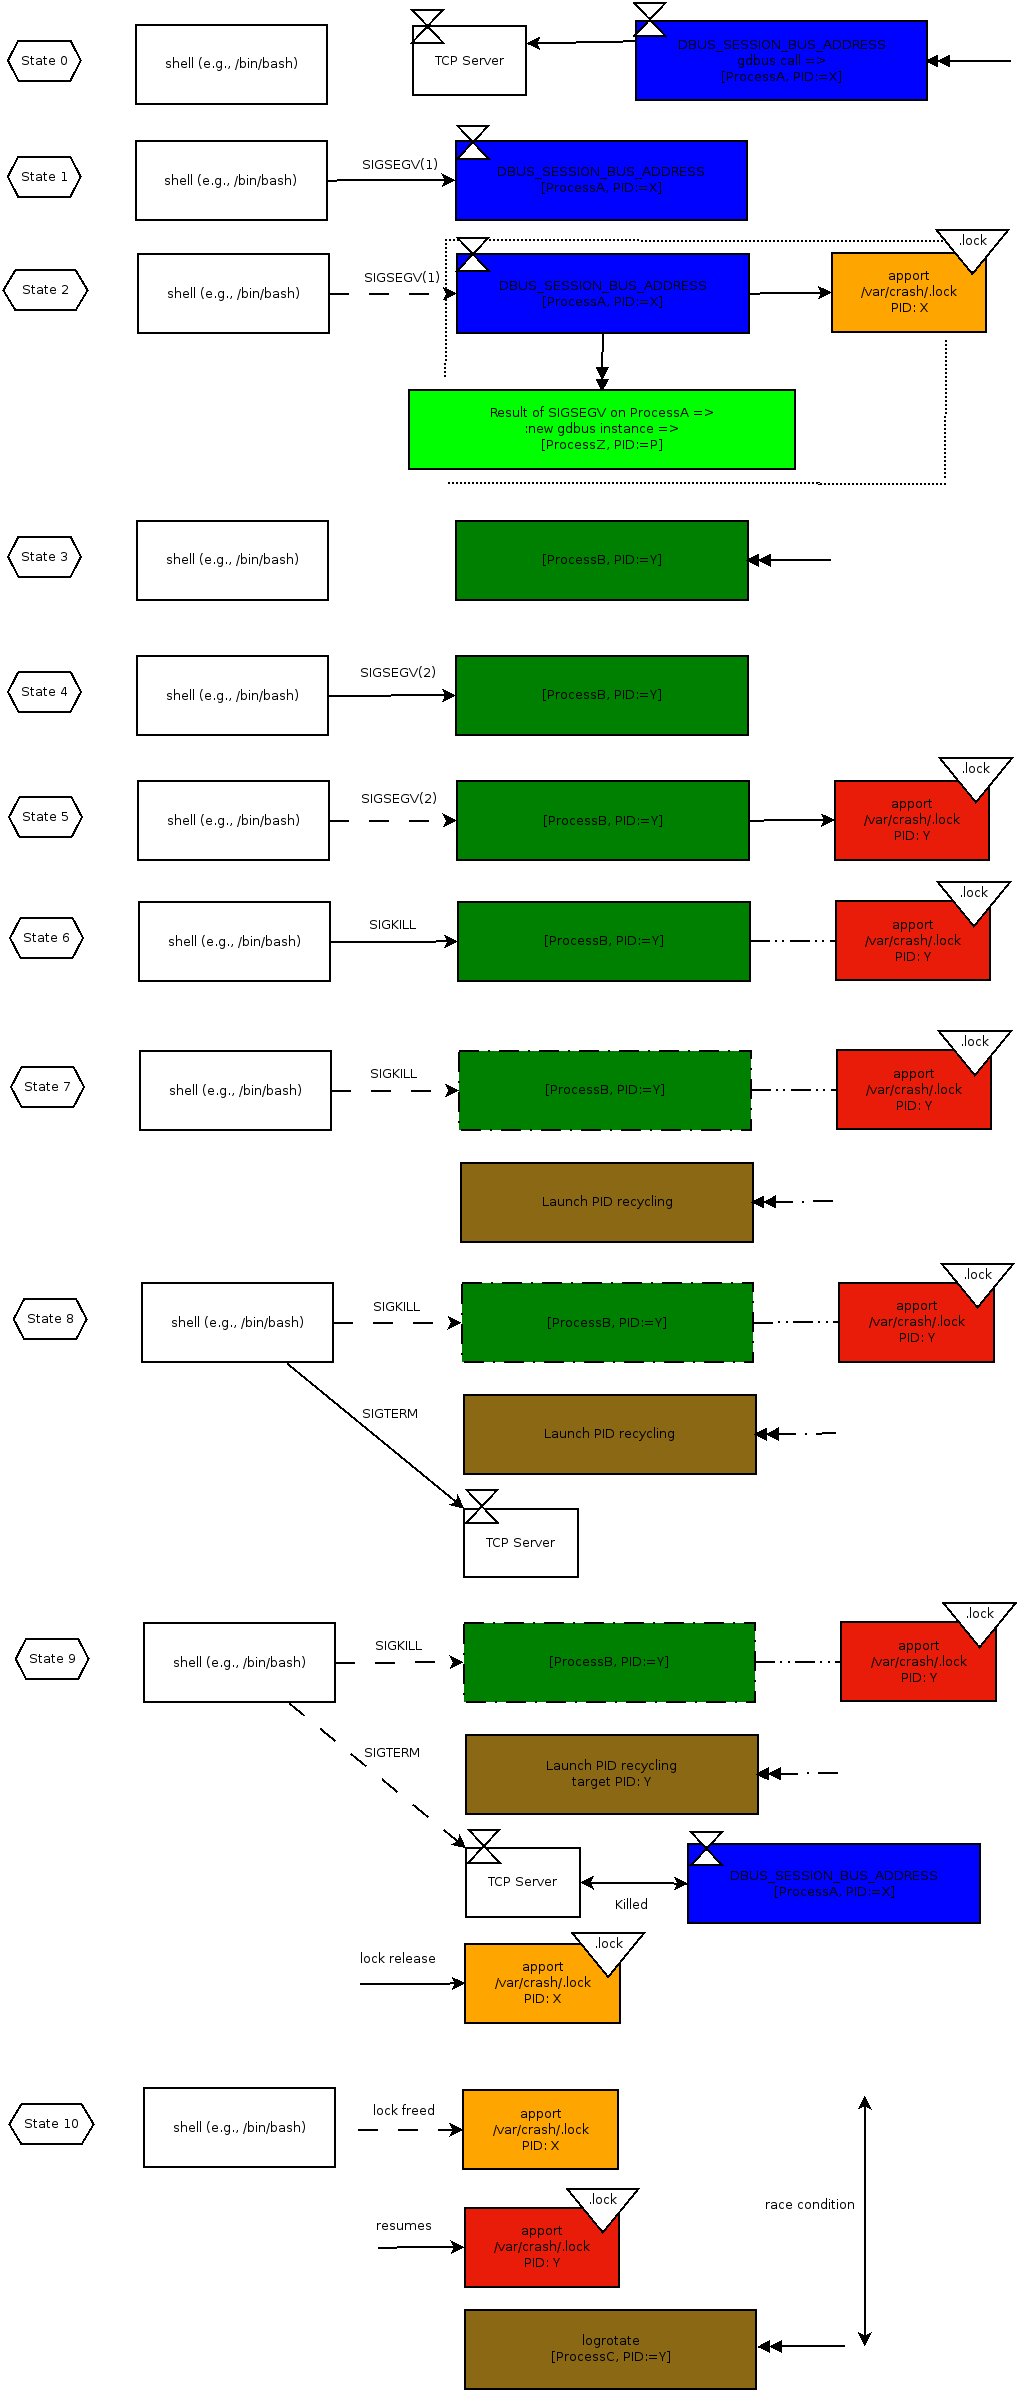 State 0
shell (e.g., /bin/bash)
TCP Server
DBUS_SESSION_BUS_ADDRESS
gdbus call =>
[ProcessA, PID:=X]
State 1
shell (e.g., /bin/bash)
SIGSEGV(1)
DBUS_SESSION_BUS_ADDRESS
[ProcessA, PID:=X]
State 2
shell (e.g., /bin/bash)
SIGSEGV(1)
DBUS_SESSION_BUS_ADDRESS
[ProcessA, PID:=X]
.lock
apport
/var/crash/.lock
PID: X
Result of SIGSEGV on ProcessA =>
:new gdbus instance =>
[ProcessZ, PID:=P]
State 3
shell (e.g., /bin/bash)
[ProcessB, PID:=Y]
State 4
shell (e.g., /bin/bash)
SIGSEGV(2)
[ProcessB, PID:=Y]
State 5
shell (e.g., /bin/bash)
SIGSEGV(2)
[ProcessB, PID:=Y]
.lock
apport
/var/crash/.lock
PID: Y
State 6
shell (e.g., /bin/bash)
SIGKILL
[ProcessB, PID:=Y]
.lock
apport
/var/crash/.lock
PID: Y
State 7
shell (e.g., /bin/bash)
SIGKILL
[ProcessB, PID:=Y]
.lock
apport
/var/crash/.lock
PID: Y
Launch PID recycling
State 8
shell (e.g., /bin/bash)
SIGKILL
[ProcessB, PID:=Y]
.lock
apport
/var/crash/.lock
PID: Y
SIGTERM
Launch PID recycling
TCP Server
State 9
shell (e.g., /bin/bash)
SIGKILL
[ProcessB, PID:=Y]
.lock
apport
/var/crash/.lock
PID: Y
SIGTERM
Launch PID recycling
target PID: Y
TCP Server
Killed
DBUS_SESSION_BUS_ADDRESS
[ProcessA, PID:=X]
lock release
.lock
apport
/var/crash/.lock
PID: X
State 10
shell (e.g., /bin/bash)
lock freed
apport
/var/crash/.lock
PID: X
race condition
resumes
.lock
apport
/var/crash/.lock
PID: Y
logrotate
[ProcessC, PID:=Y]